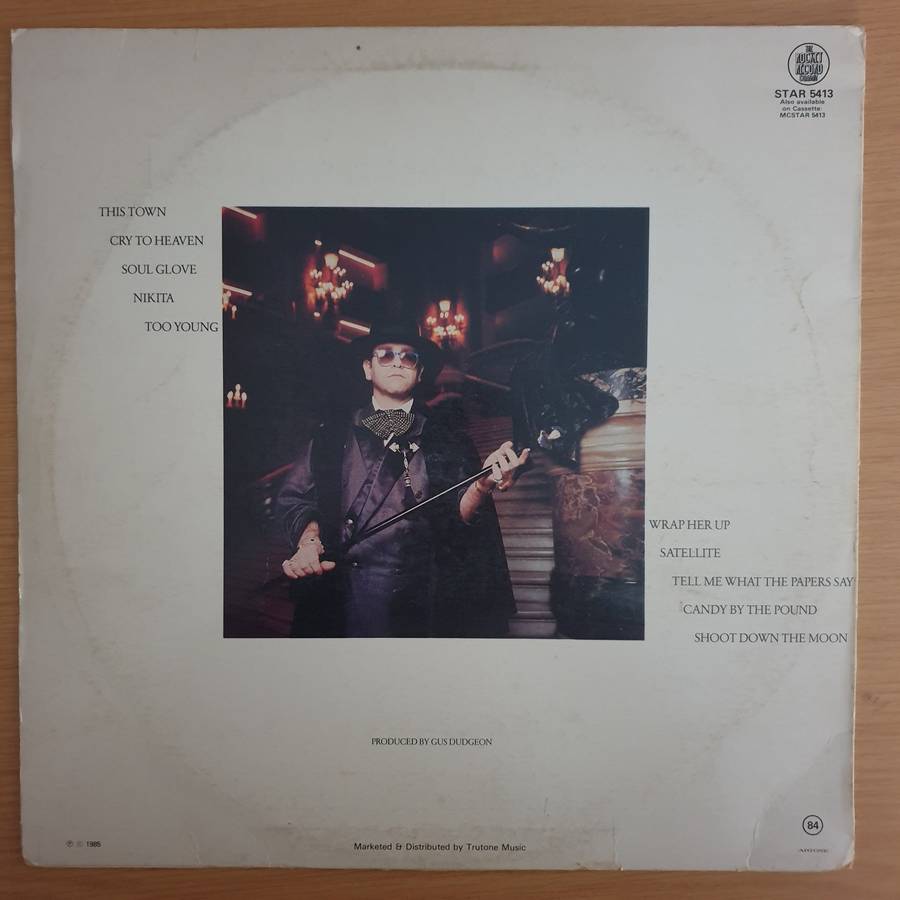 THE
ROCKET
RECORD
COMPANY
STAR 5413
Also available
on Cassette:
MCSTAR 5413
THIS TOWN
CRY TO HEAVEN
SOUL GLOVE
NIKITA
TOO YOUNG
WRAP HER UP
SATELLITE
TELL ME WHAT THE PAPERS SAY
CANDY BY THE POUND
SHOOT DOWN THE MOON
PRODUCED BY GUS DUDGEON
84
℗ © 1985
Marketed & Distributed by Trutone Music